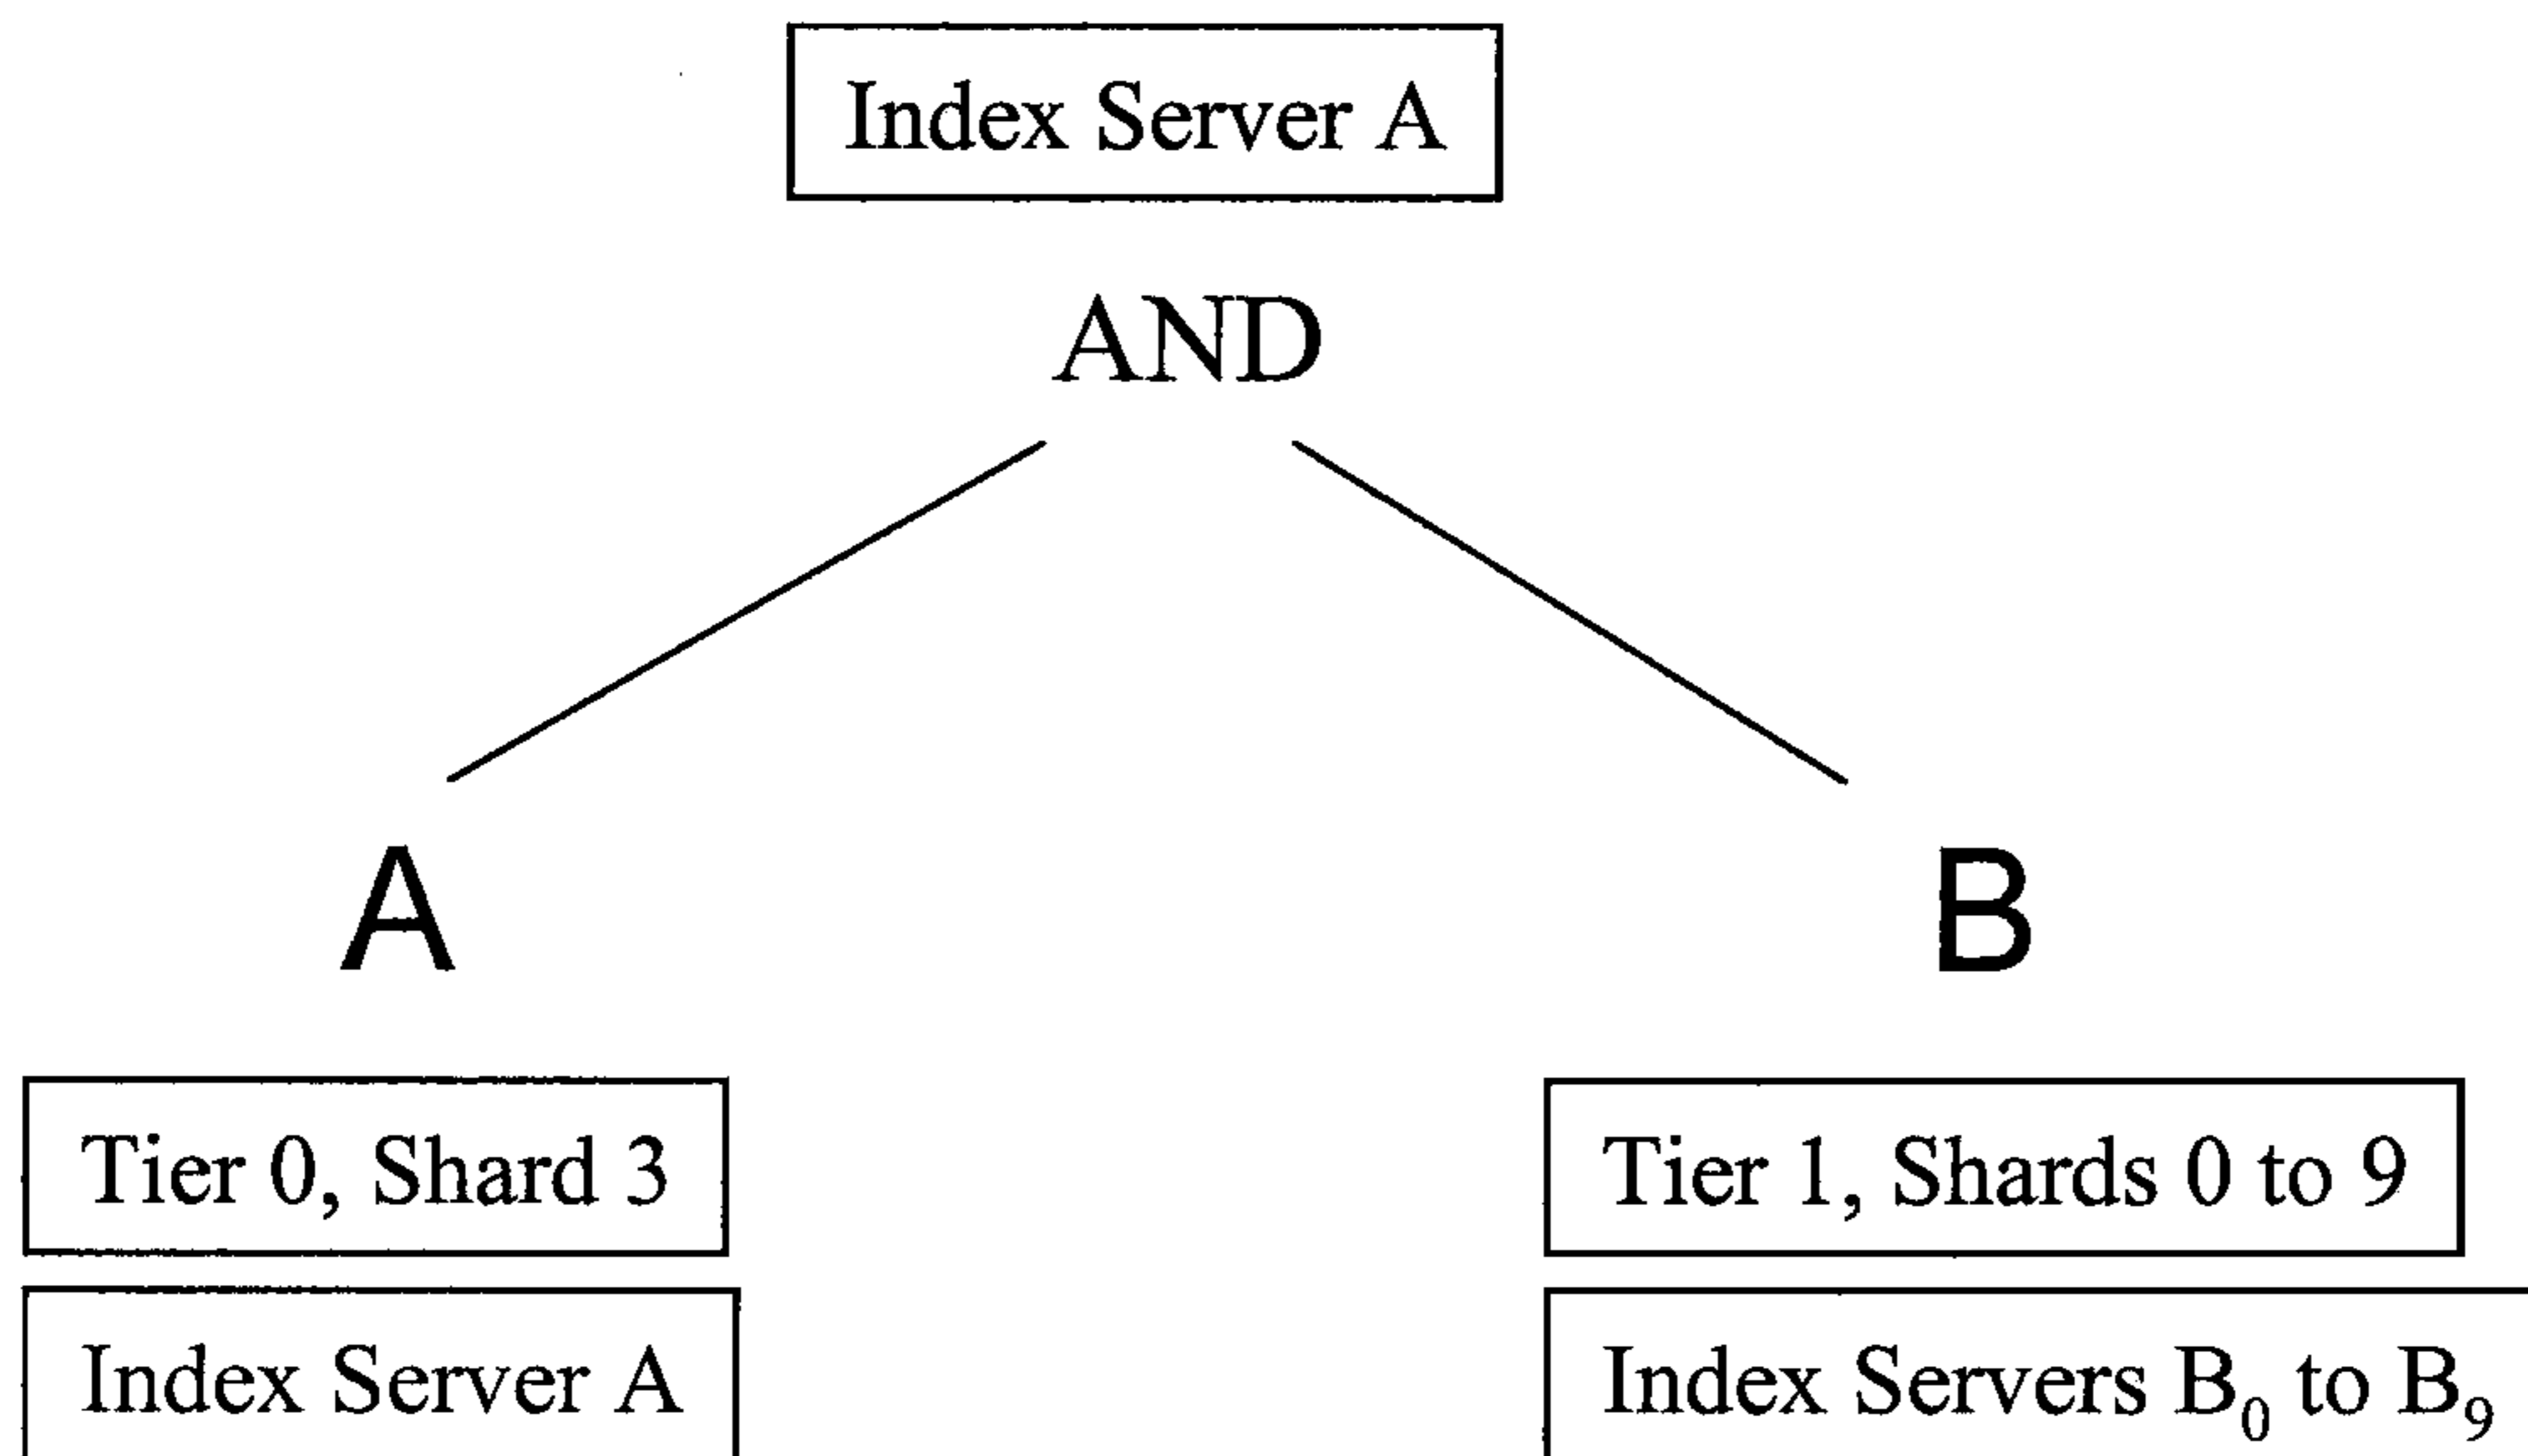 Index Server A
AND
A
B
Tier 0, Shard 3
Tier 1, Shards 0 to 9
Index Server A
Index Servers B₀ to B₉